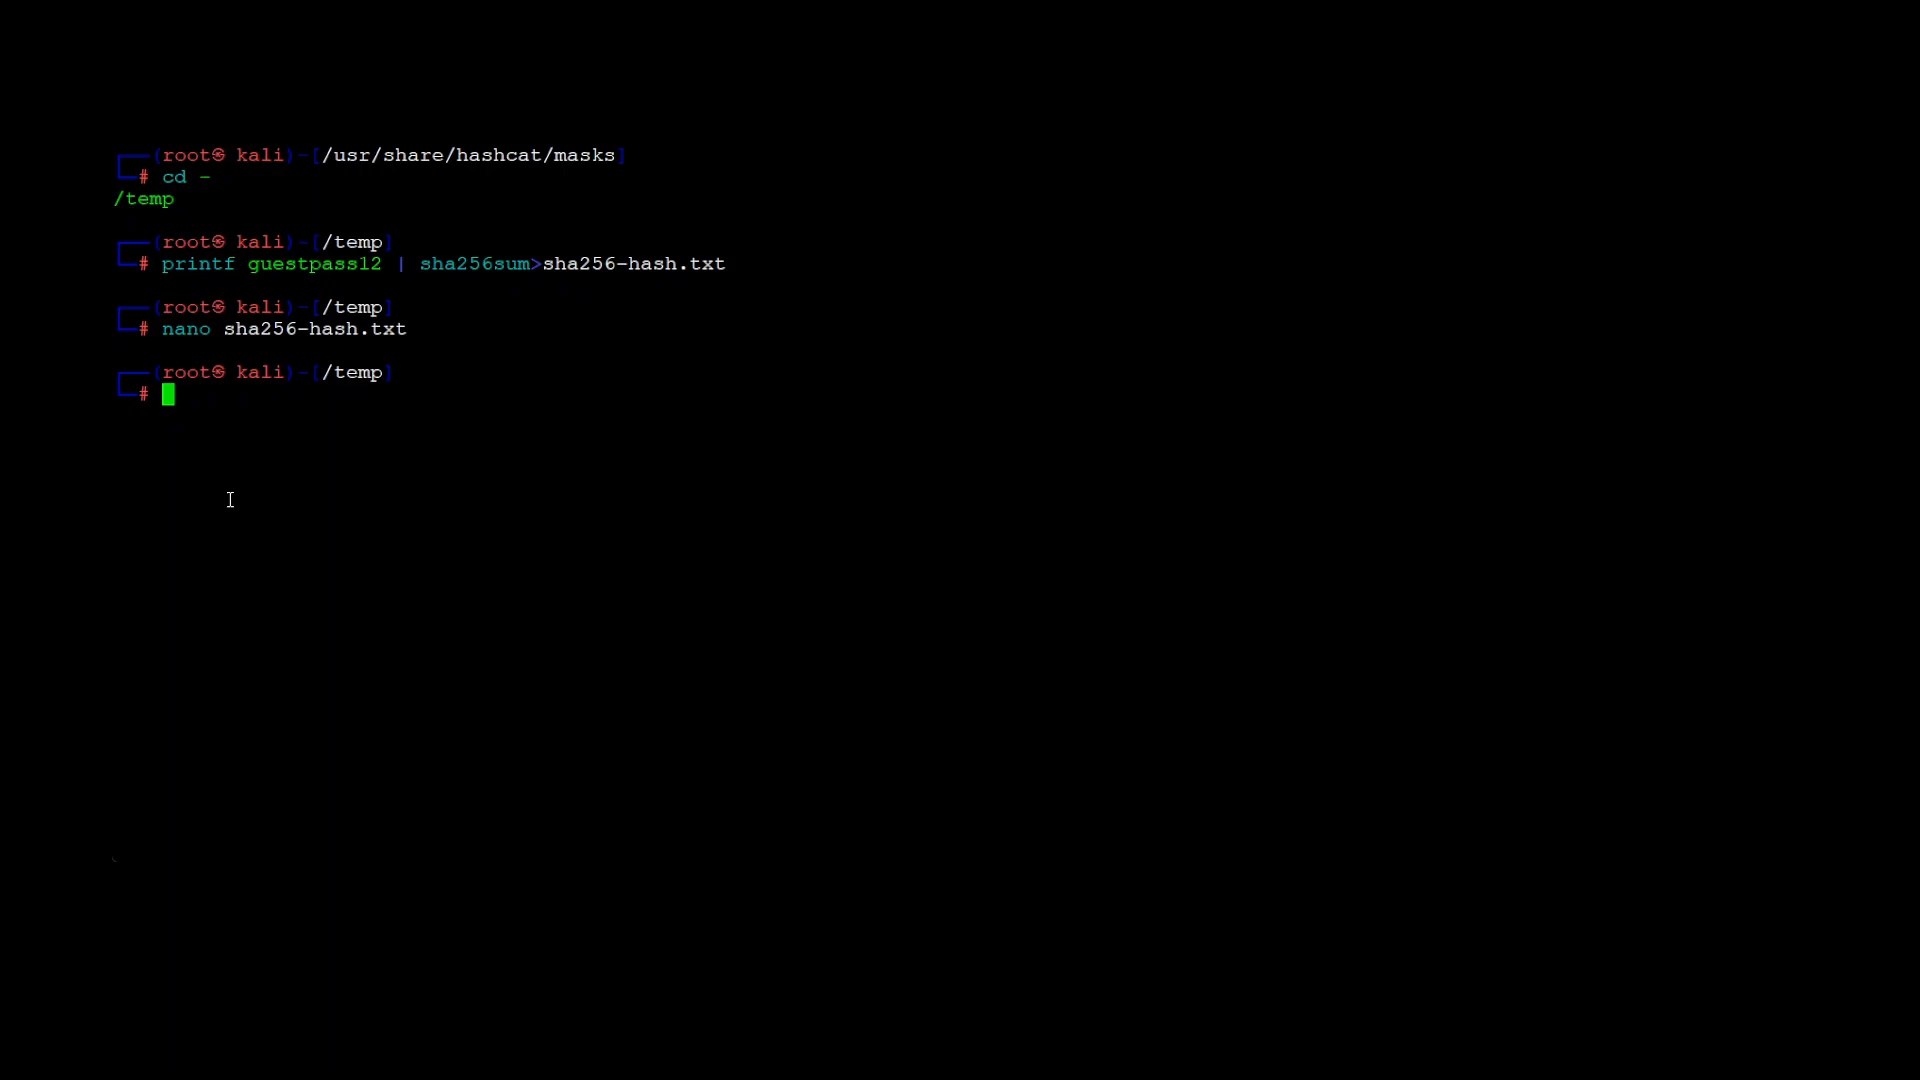 ┌──(root㉿ kali)-[/usr/share/hashcat/masks]
└─# cd -
/temp
┌──(root㉿ kali)-[/temp]
└─# printf guestpass12 | sha256sum>sha256-hash.txt
┌──(root㉿ kali)-[/temp]
└─# nano sha256-hash.txt
┌──(root㉿ kali)-[/temp]
└─#